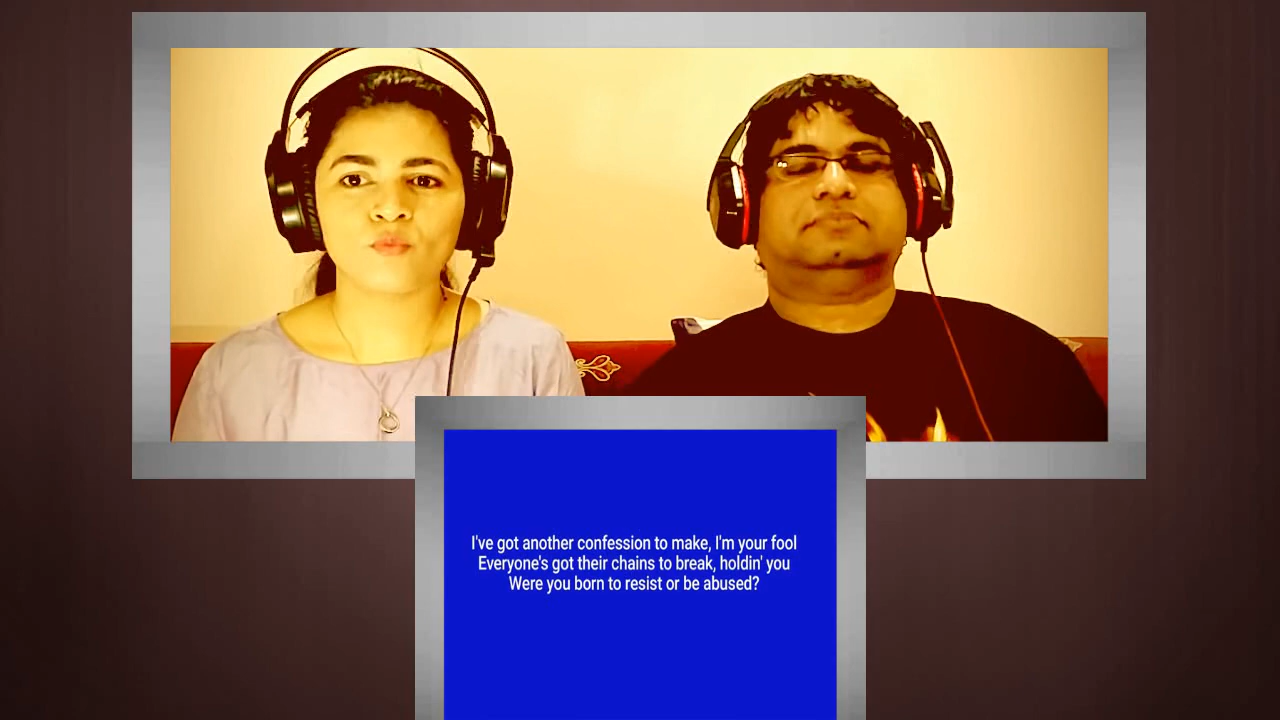 I've got another confession to make, I'm your fool
Everyone's got their chains to break, holdin' you
Were you born to resist or be abused?